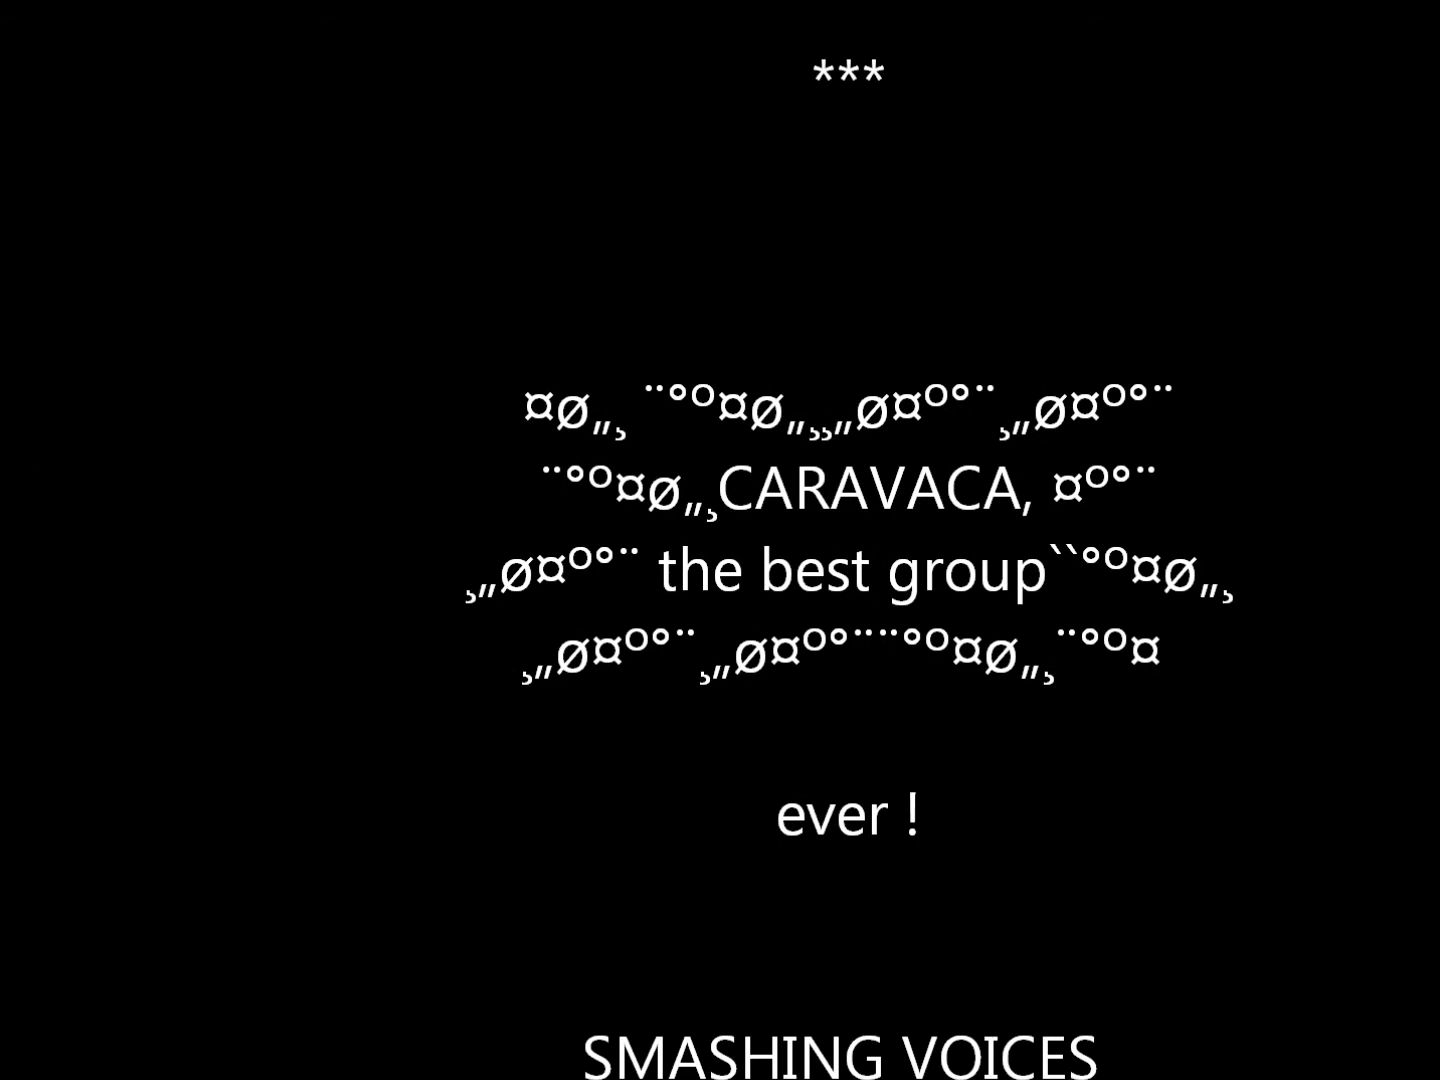 ***
¤ø„¸ ¨°º¤ø„¸¸„ø¤º°¨¸„ø¤º°¨
¨°º¤ø„¸CARAVACA, ¤º°¨
¸„ø¤º°¨ the best group``°º¤ø„¸
¸„ø¤º°¨¸„ø¤º°¨¨°º¤ø„¸¨°º¤
ever !
SMASHING VOICES